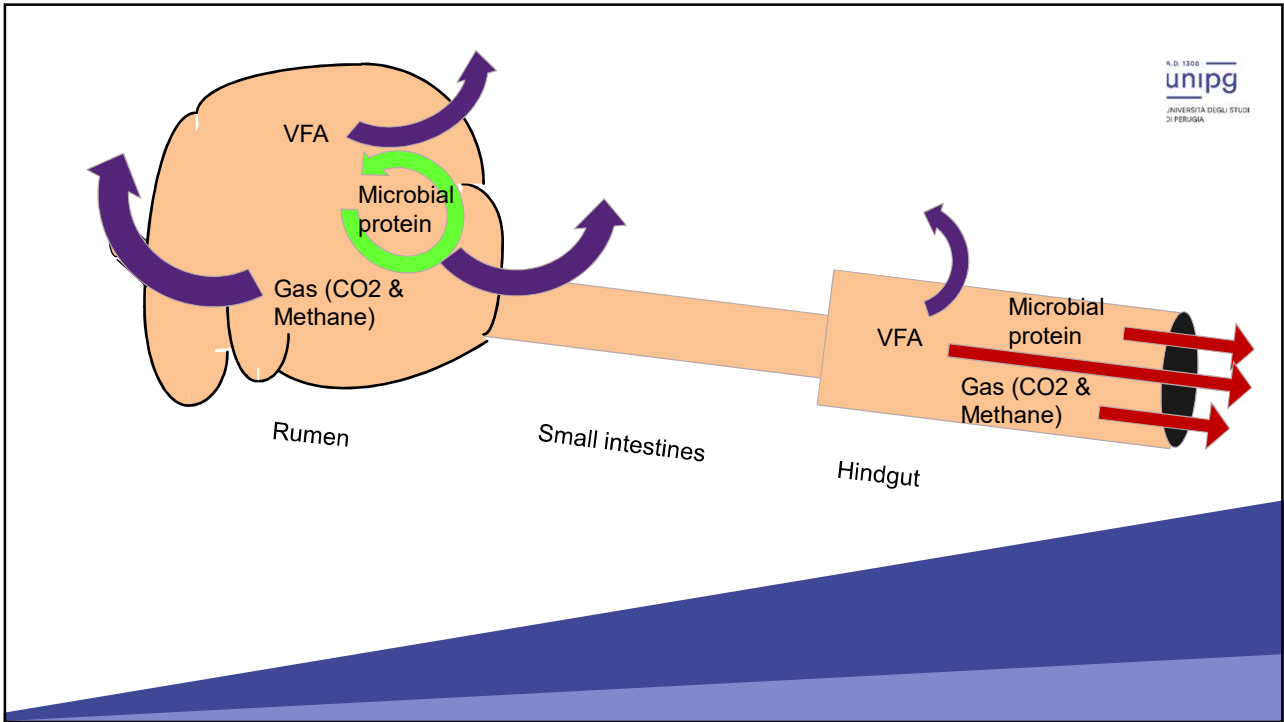 A.D. 1308
unipg
UNIVERSITÀ DEGLI STUDI
DI PERUGIA
VFA
Microbial
protein
Gas (CO2 &
Methane)
Microbial
protein
VFA
Gas (CO2 &
Methane)
Rumen
Small intestines
Hindgut